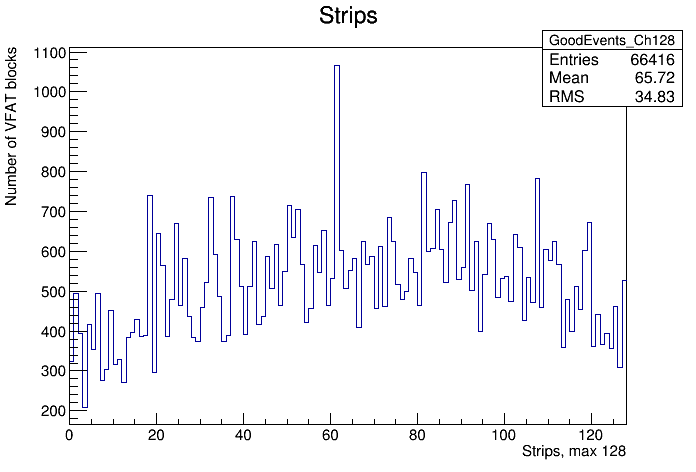 Strips
GoodEvents_Ch128
Entries 66416
Mean 65.72
RMS 34.83
Number of VFAT blocks
1100
1000
900
800
700
600
500
400
300
200
0 20 40 60 80 100 120
Strips, max 128